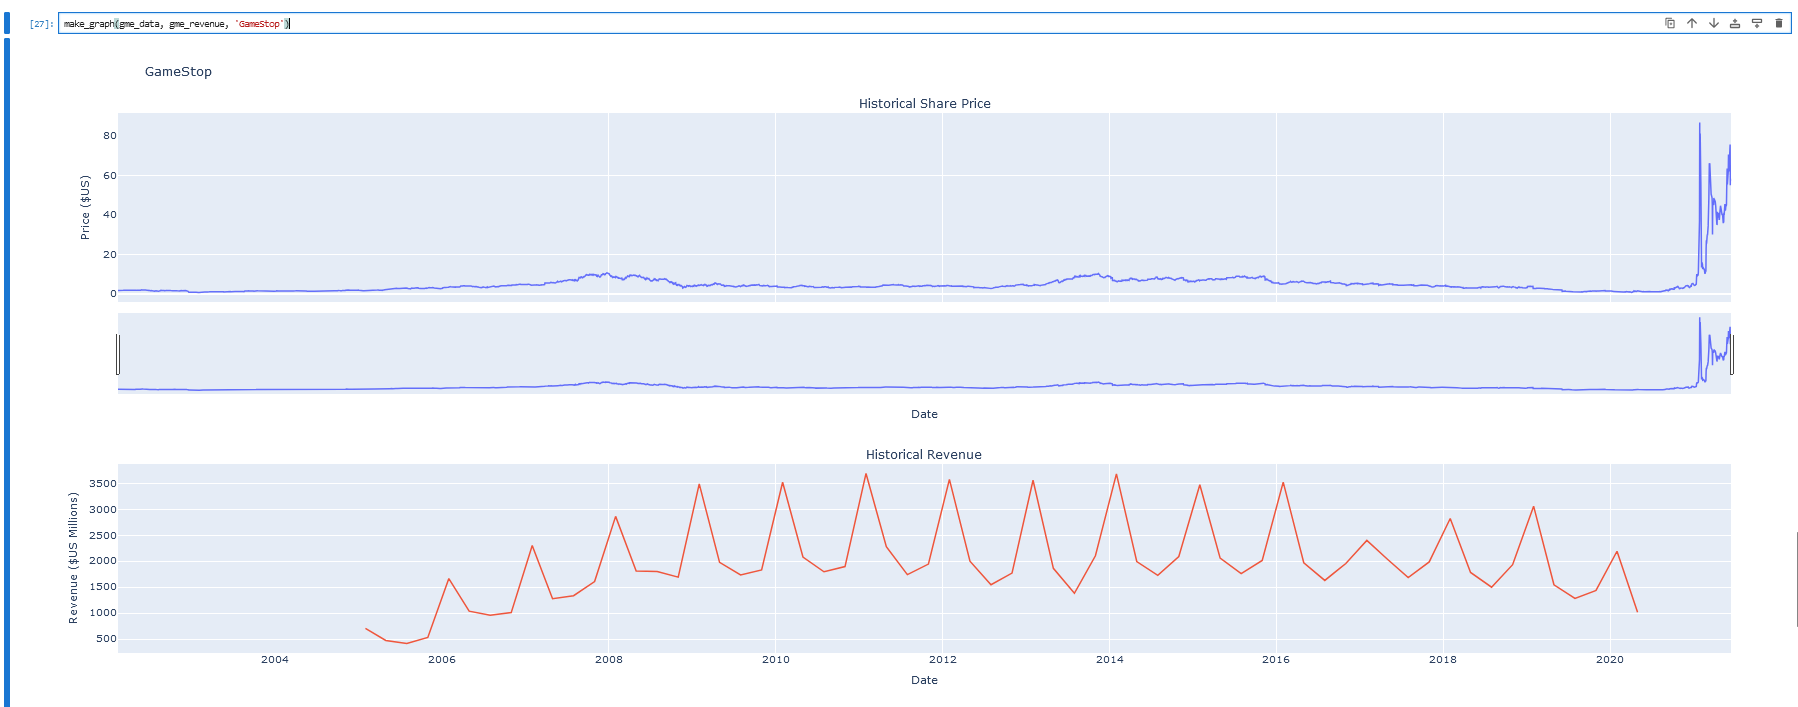 [27]: make_graph(gme_data, gme_revenue, 'GameStop')
GameStop
Historical Share Price
80
60
40
20
0
Price ($US)
Date
Historical Revenue
3500
3000
2500
2000
1500
1000
500
Revenue ($US Millions)
2004 2006 2008 2010 2012 2014 2016 2018 2020
Date